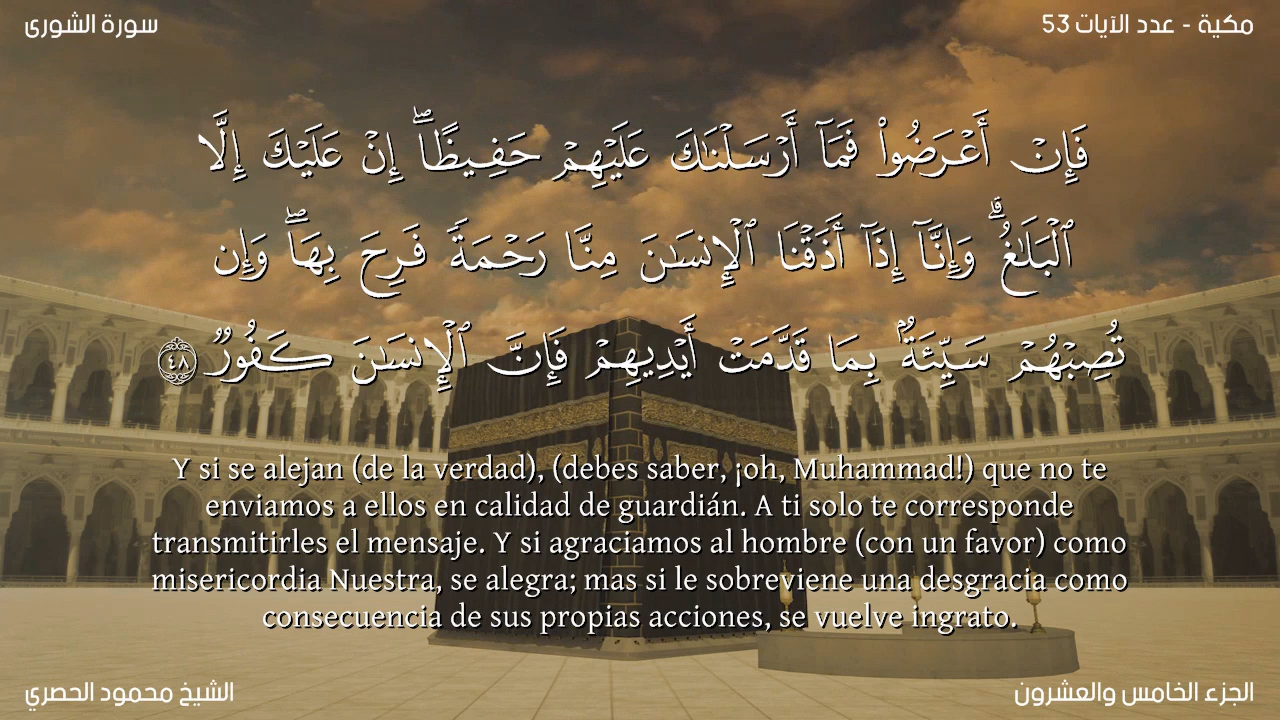 مكية - عدد الآيات 53
سورة الشورى
فَإِنْ أَعْرَضُوا۟ فَمَآ أَرْسَلْنَٰكَ عَلَيْهِمْ حَفِيظًا ۖ إِنْ عَلَيْكَ إِلَّا
ٱلْبَلَٰغُ ۗ وَإِنَّآ إِذَآ أَذَقْنَا ٱلْإِنسَٰنَ مِنَّا رَحْمَةً فَرِحَ بِهَا ۖ وَإِن
تُصِبْهُمْ سَيِّئَةٌۢ بِمَا قَدَّمَتْ أَيْدِيهِمْ فَإِنَّ ٱلْإِنسَٰنَ كَفُورٌ ٤٨
Y si se alejan (de la verdad), (debes saber, ¡oh, Muhammad!) que no te
enviamos a ellos en calidad de guardián. A ti solo te corresponde
transmitirles el mensaje. Y si agraciamos al hombre (con un favor) como
misericordia Nuestra, se alegra; mas si le sobreviene una desgracia como
consecuencia de sus propias acciones, se vuelve ingrato.
الجزء الخامس والعشرون
الشيخ محمود الحصري